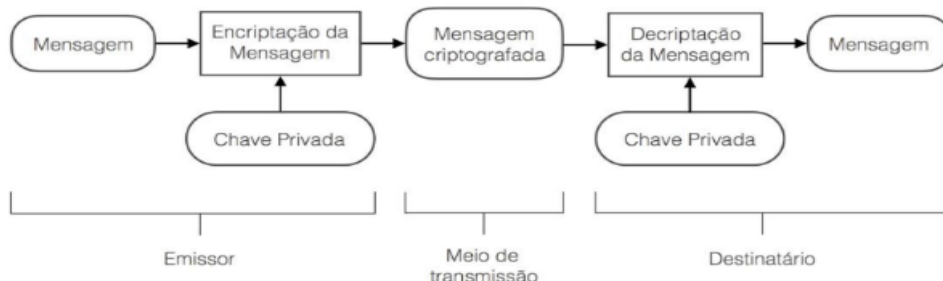 Mensagem
Encriptação da
Mensagem
Mensagem
criptografada
Decriptação
da Mensagem
Mensagem
Chave Privada
Chave Privada
Emissor
Meio de
transmissão
Destinatário